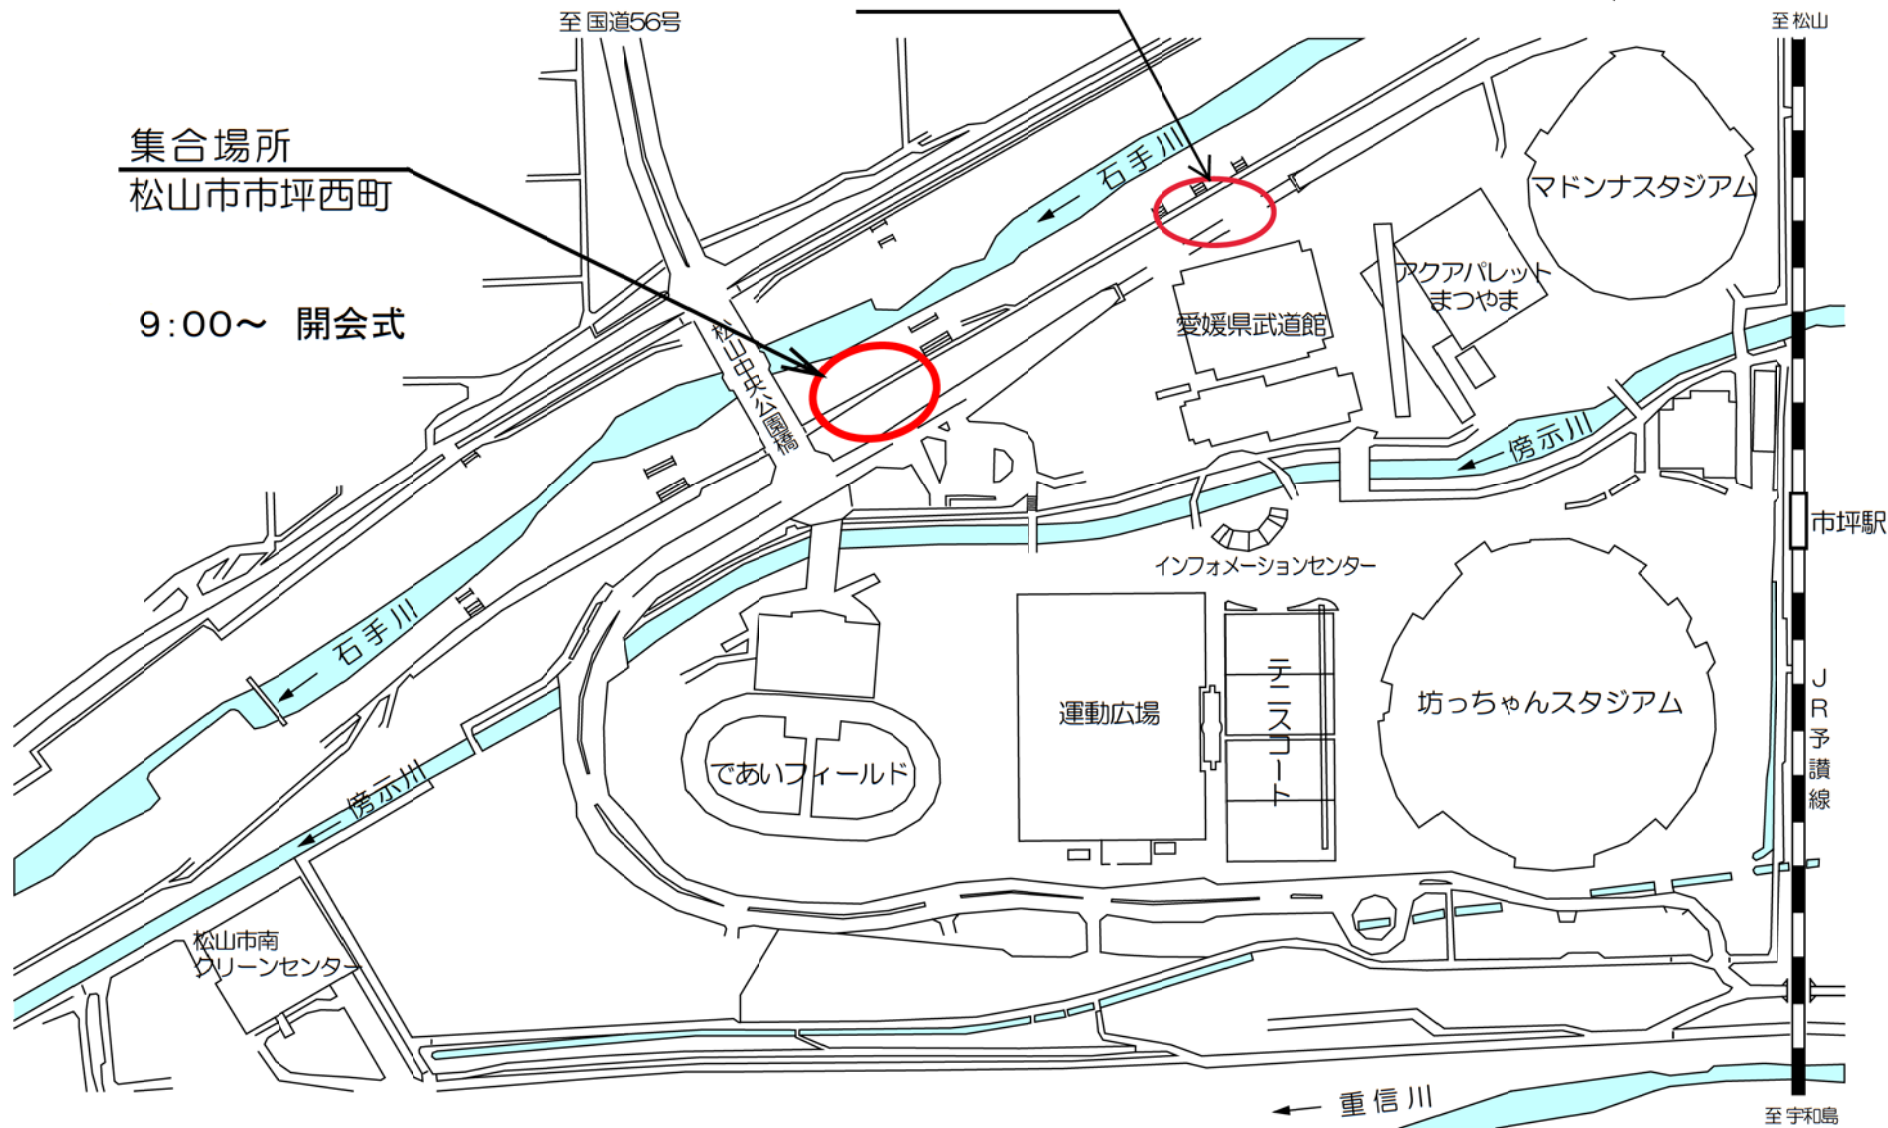 至 国道56号
至 松山
集合場所
松山市市坪西町
9:00～ 開会式
石手川
マドンナスタジアム
アクアパレット
まつやま
愛媛県武道館
松山中央公園橋
傍示川
市坪駅
インフォメーションセンター
石手川
運動広場
テニスコート
坊っちゃんスタジアム
JR予讃線
であいフィールド
傍示川
松山市南
クリーンセンター
重信川
至 宇和島